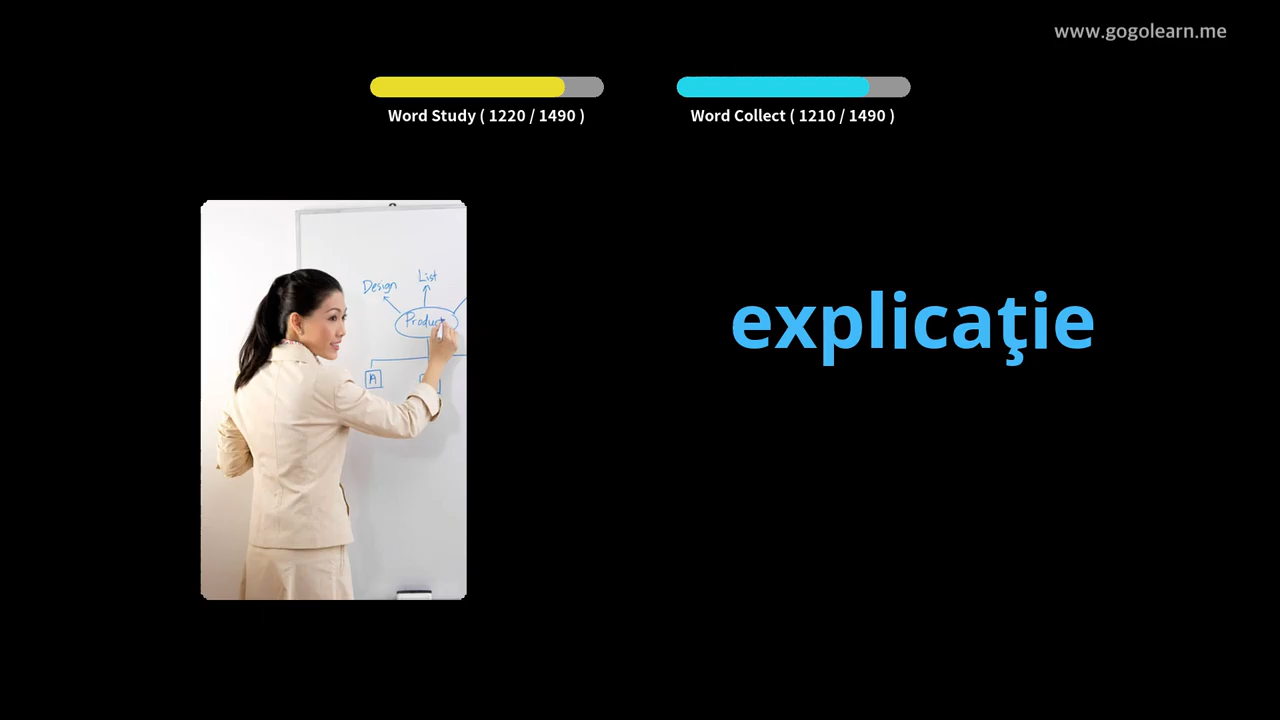 www.gogolearn.me
Word Study ( 1220 / 1490 )
Word Collect ( 1210 / 1490 )
List
Design
Product
A
explicaţie